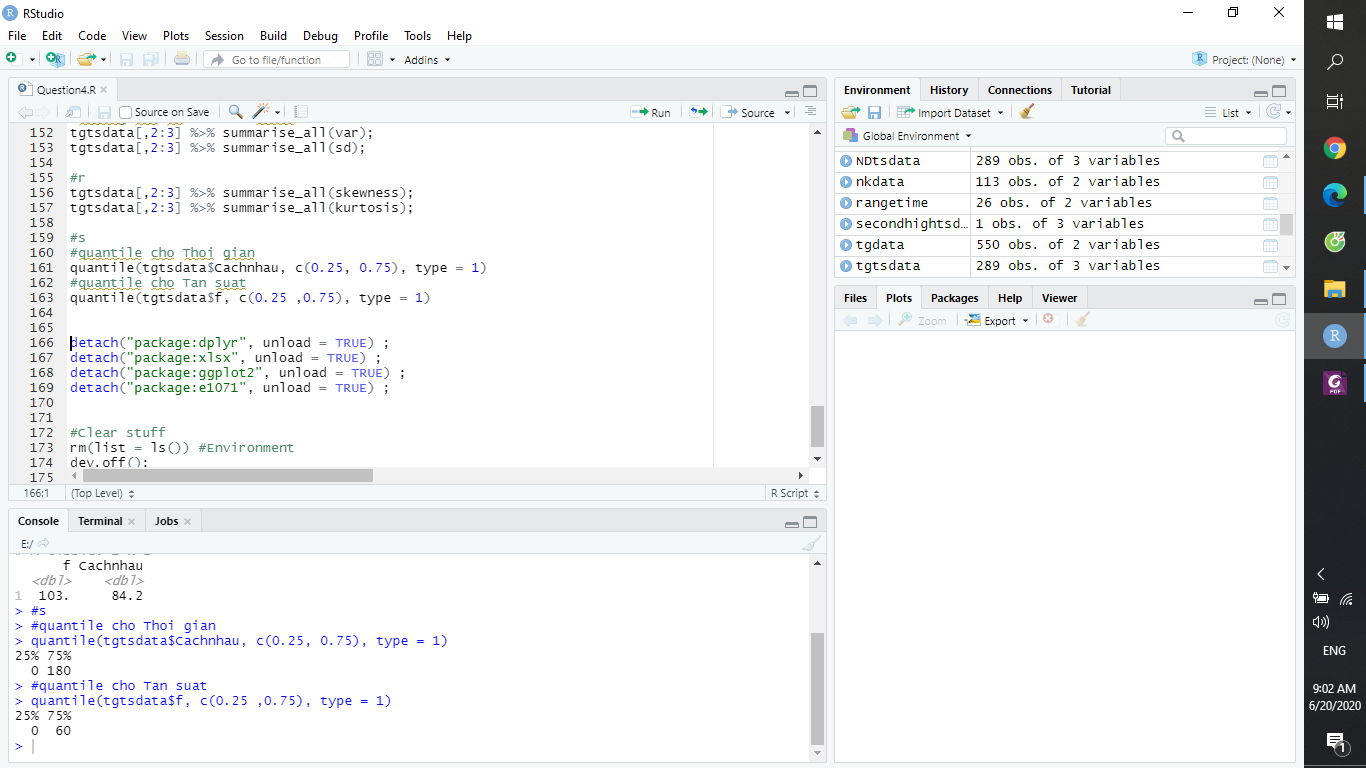 RStudio
File Edit Code View Plots Session Build Debug Profile Tools Help
Go to file/function Addins Project: (None)
Question4.R
Source on Save Run Source
152 tgtsdata[,2:3] %>% summarise_all(var);
153 tgtsdata[,2:3] %>% summarise_all(sd);
154
155 #r
156 tgtsdata[,2:3] %>% summarise_all(skewness);
157 tgtsdata[,2:3] %>% summarise_all(kurtosis);
158
159 #s
160 #quantile cho Thoi gian
161 quantile(tgtsdata$Cachnhau, c(0.25, 0.75), type = 1)
162 #quantile cho Tan suat
163 quantile(tgtsdata$f, c(0.25 ,0.75), type = 1)
164
165
166 detach("package:dplyr", unload = TRUE) ;
167 detach("package:xlsx", unload = TRUE) ;
168 detach("package:ggplot2", unload = TRUE) ;
169 detach("package:e1071", unload = TRUE) ;
170
171
172 #Clear stuff
173 rm(list = ls()) #Environment
174 dev.off();
175
166:1 (Top Level) R Script
Console Terminal Jobs
E:/
f Cachnhau
<dbl> <dbl>
1 103. 84.2
> #s
> #quantile cho Thoi gian
> quantile(tgtsdata$Cachnhau, c(0.25, 0.75), type = 1)
25% 75%
0 180
> #quantile cho Tan suat
> quantile(tgtsdata$f, c(0.25 ,0.75), type = 1)
25% 75%
0 60
>
Environment History Connections Tutorial
Import Dataset List
Global Environment
NDtsdata 289 obs. of 3 variables
nkdata 113 obs. of 2 variables
rangetime 26 obs. of 2 variables
secondhightsd… 1 obs. of 3 variables
tgdata 550 obs. of 2 variables
tgtsdata 289 obs. of 3 variables
Files Plots Packages Help Viewer
Zoom Export
R
PDF
ENG
9:02 AM
6/20/2020
1